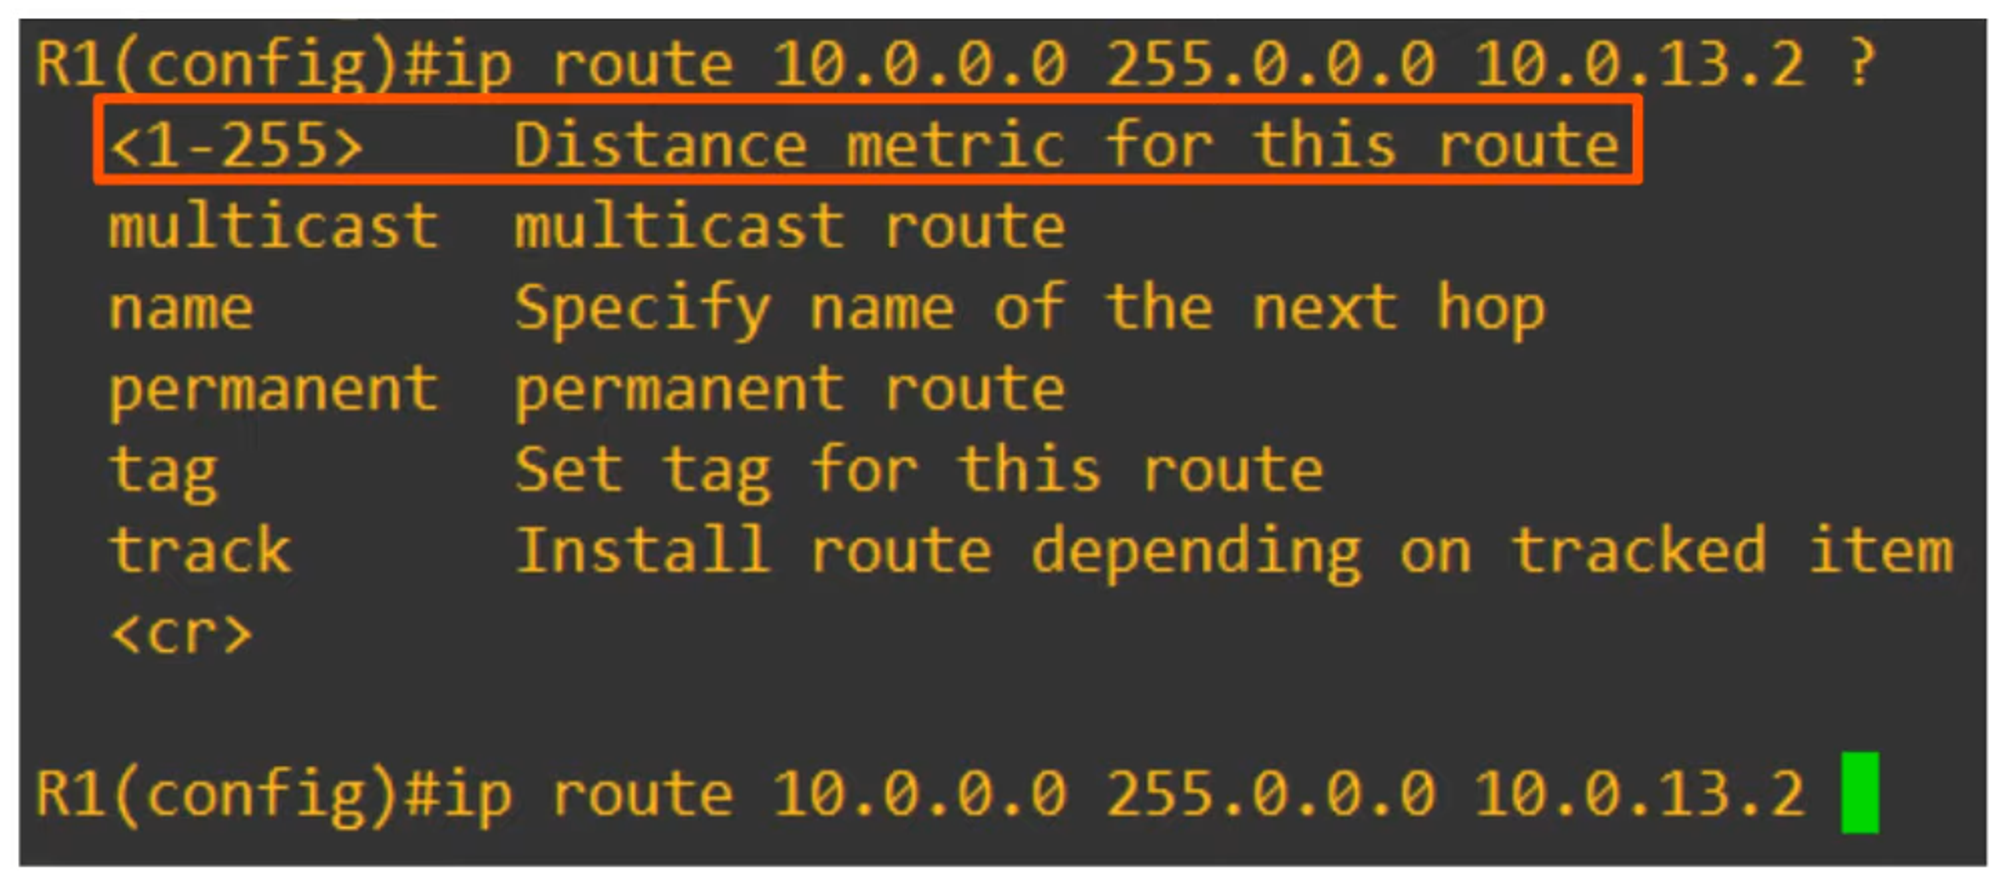 R1(config)#ip route 10.0.0.0 255.0.0.0 10.0.13.2 ?
<1-255> Distance metric for this route
multicast multicast route
name Specify name of the next hop
permanent permanent route
tag Set tag for this route
track Install route depending on tracked item
<cr>
R1(config)#ip route 10.0.0.0 255.0.0.0 10.0.13.2